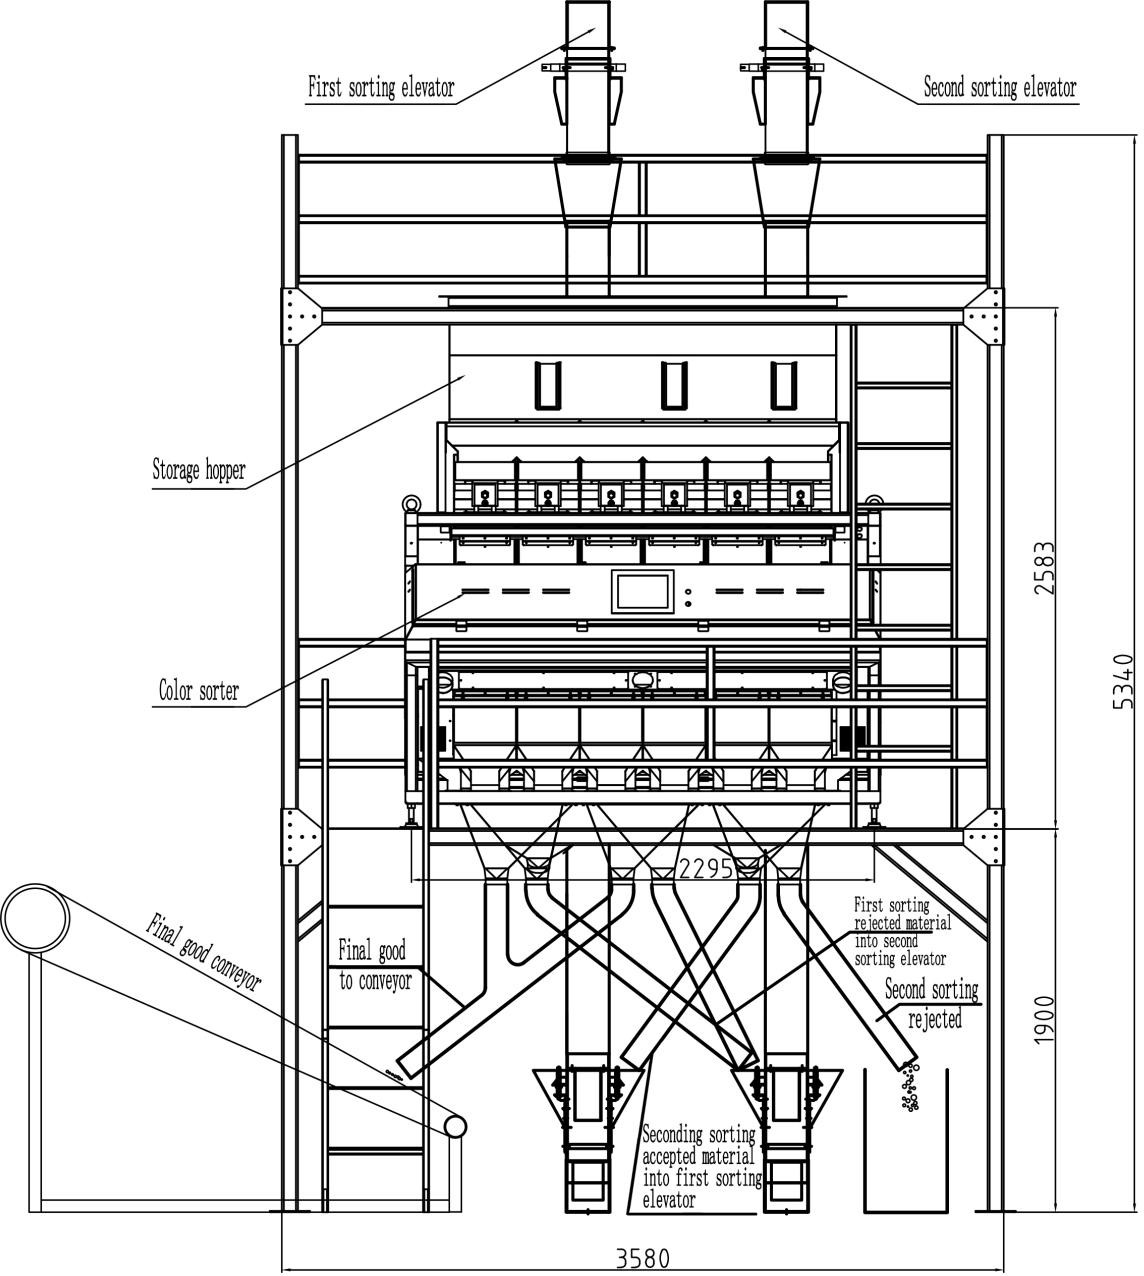 First sorting elevator
Second sorting elevator
Storage hopper
2583
5340
Color sorter
2295
First sorting
rejected material
into second
sorting elevator
Final good conveyor
Final good
to conveyor
Second sorting
rejected
1900
Seconding sorting
accepted material
into first sorting
elevator
3580